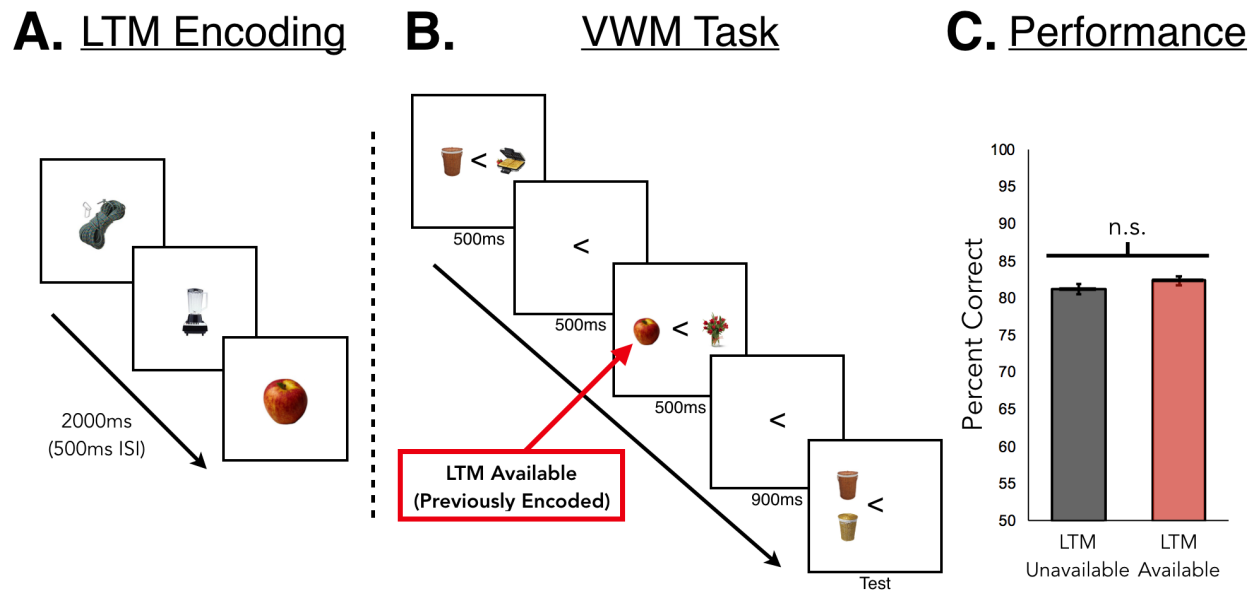 A. LTM Encoding
2000ms
(500ms ISI)
B. VWM Task
<
500ms
<
500ms
<
500ms
<
900ms
<
Test
LTM Available
(Previously Encoded)
C. Performance
Percent Correct
100
95
90
85
80
75
70
65
60
55
50
n.s.
LTM
Unavailable
LTM
Available